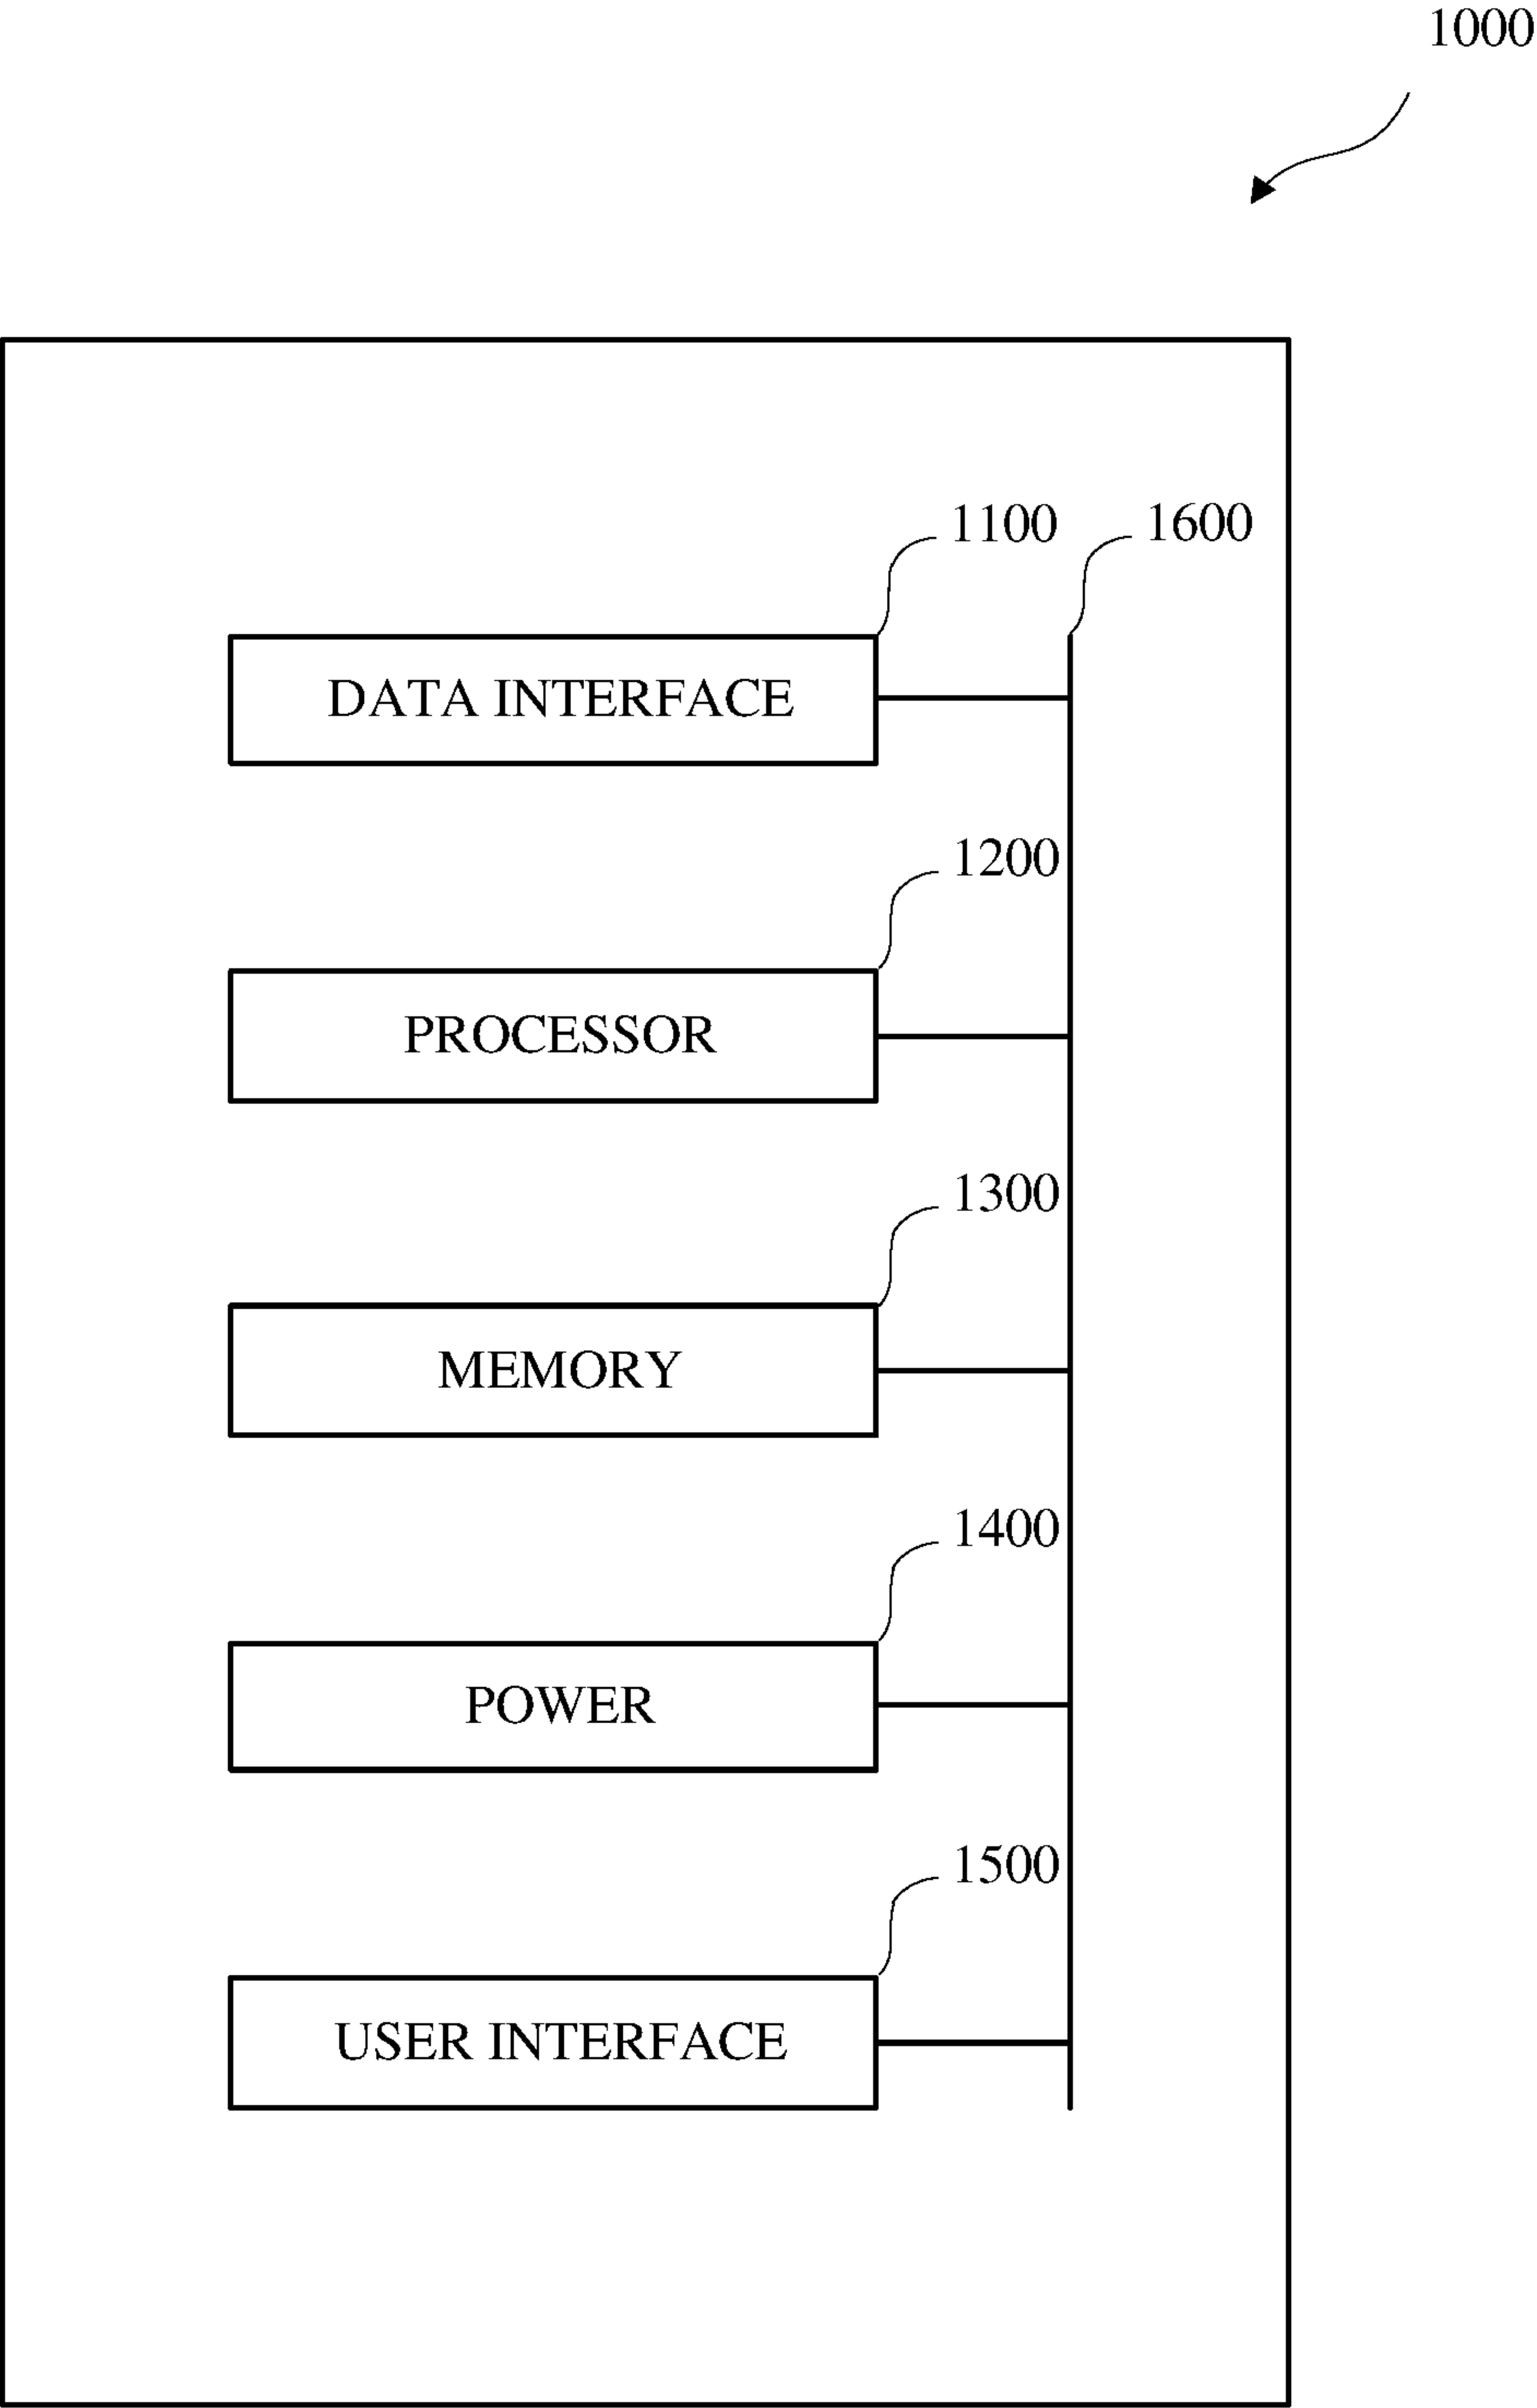 1000
1100
1600
DATA INTERFACE
1200
PROCESSOR
1300
MEMORY
1400
POWER
1500
USER INTERFACE